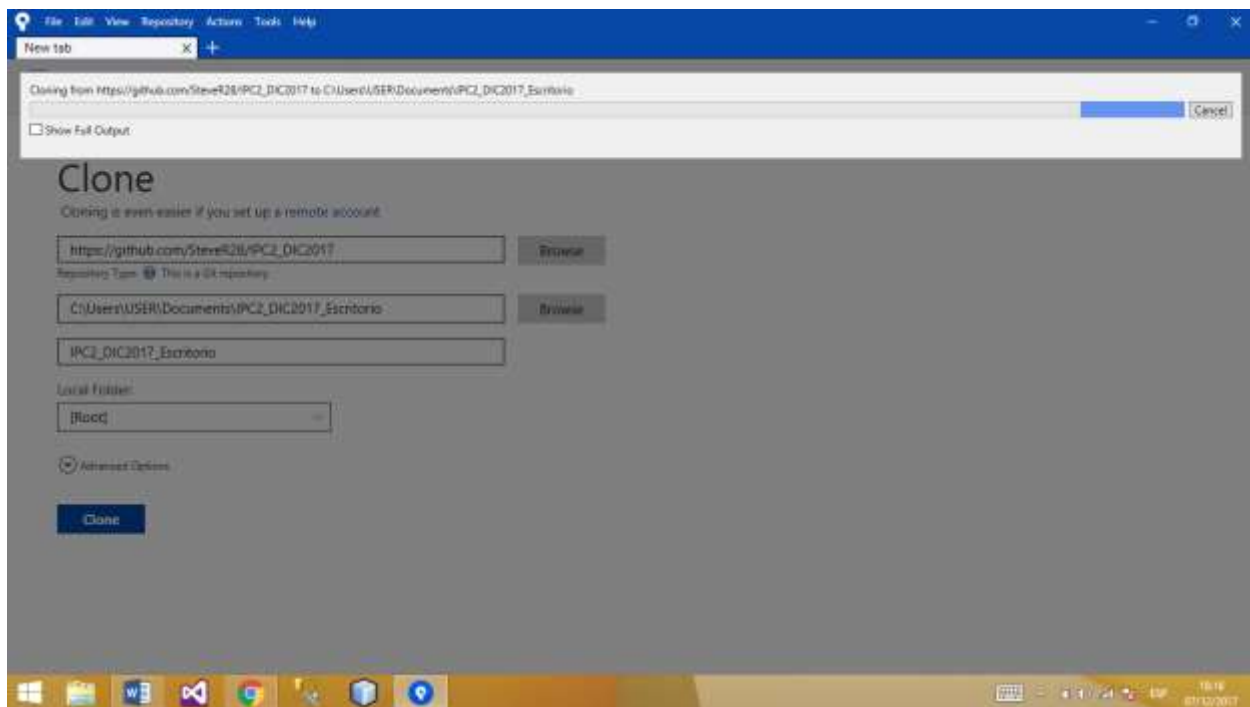 File Edit View Repository Actions Tools Help
New tab
Cloning from https://github.com/SteveR28/IPC2_DIC2017 to C:\Users\USER\Documents\IPC2_DIC2017_Escritorio
Cancel
Show Full Output
Clone
Cloning is even easier if you set up a remote account
https://github.com/SteveR28/IPC2_DIC2017
Browse
Repository Type: This is a Git repository
C:\Users\USER\Documents\IPC2_DIC2017_Escritorio
Browse
IPC2_DIC2017_Escritorio
Local Folder:
[Root]
Advanced Options
Clone
ESP
07/12/2017